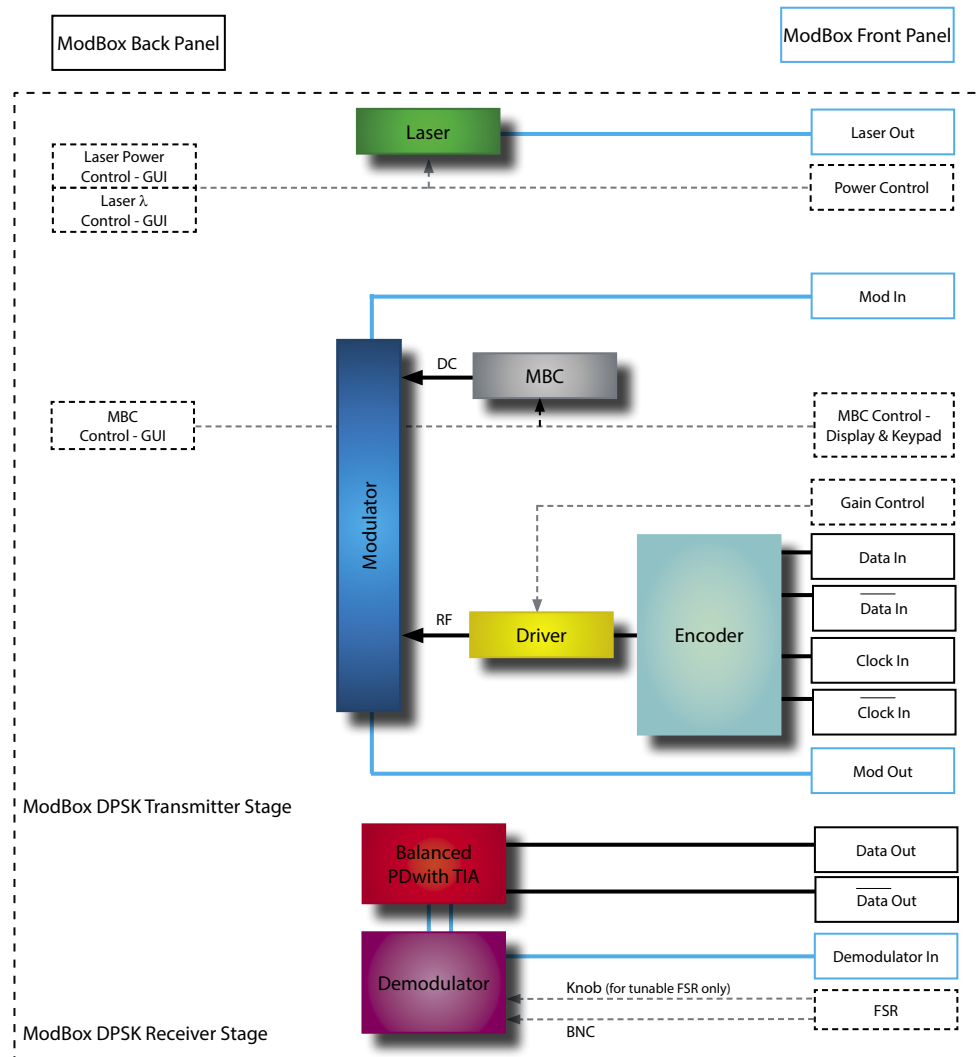 ModBox Back Panel
ModBox Front Panel
Laser
Laser Out
Laser Power
Control - GUI
Laser λ
Control - GUI
Power Control
Mod In
DC
MBC
MBC
Control - GUI
MBC Control -
Display & Keypad
Modulator
Gain Control
Data In
Data In
RF
Driver
Encoder
Clock In
Clock In
Mod Out
ModBox DPSK Transmitter Stage
Balanced
PDwith TIA
Data Out
Data Out
Demodulator
Demodulator In
Knob (for tunable FSR only)
FSR
BNC
ModBox DPSK Receiver Stage